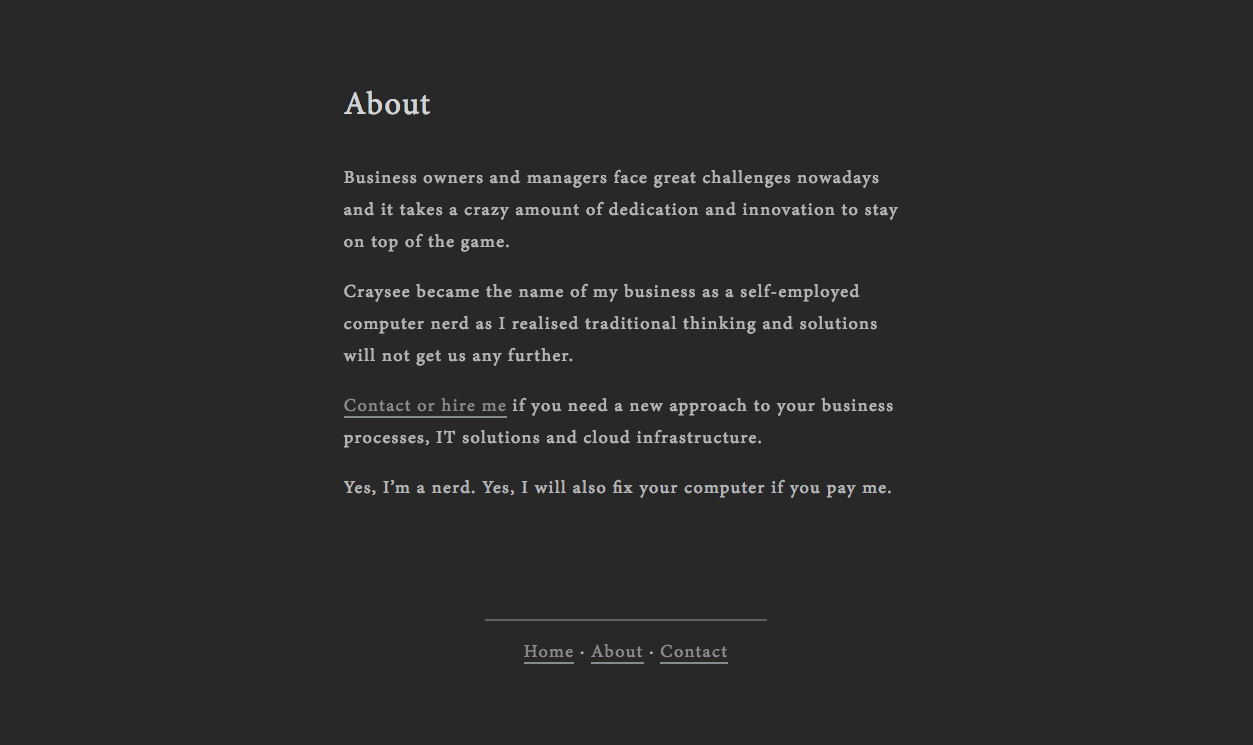 About
Business owners and managers face great challenges nowadays
and it takes a crazy amount of dedication and innovation to stay
on top of the game.
Craysee became the name of my business as a self-employed
computer nerd as I realised traditional thinking and solutions
will not get us any further.
Contact or hire me if you need a new approach to your business
processes, IT solutions and cloud infrastructure.
Yes, I’m a nerd. Yes, I will also fix your computer if you pay me.
Home · About · Contact